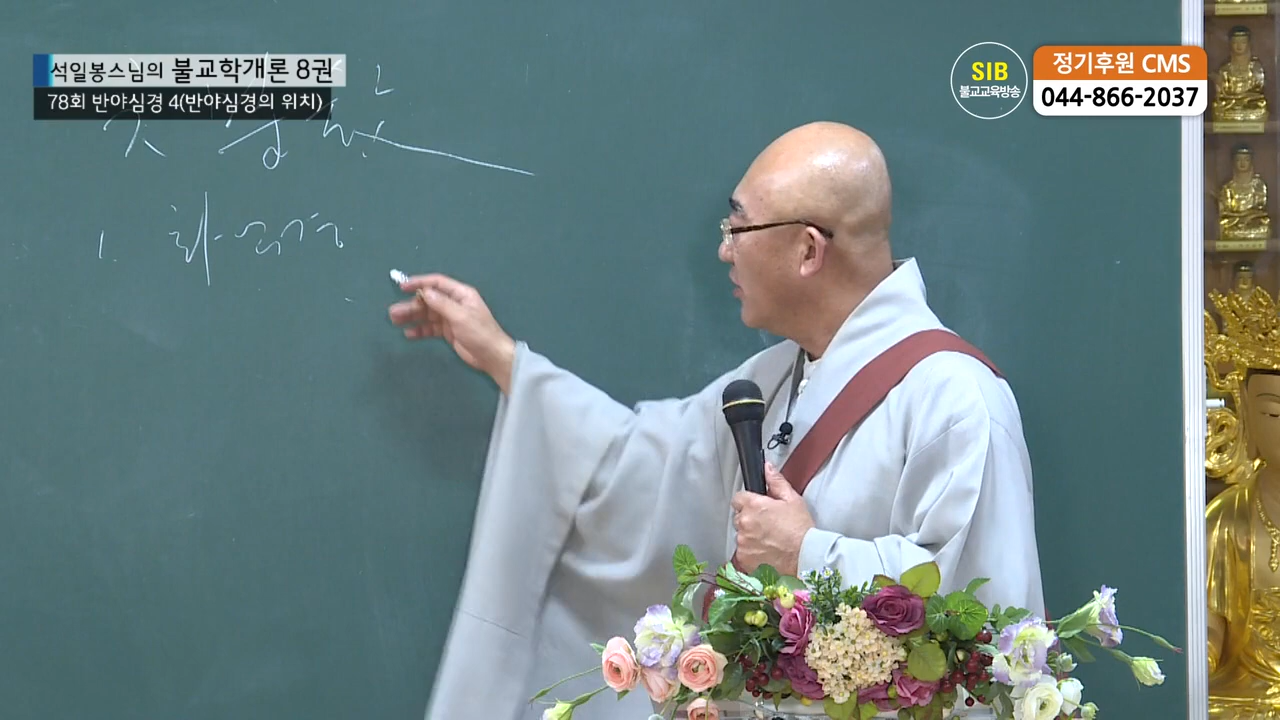 석일봉스님의 불교학개론 8권
78회 반야심경 4(반야심경의 위치)
SIB
불교교육방송
정기후원 CMS
044-866-2037
1. 화엄시